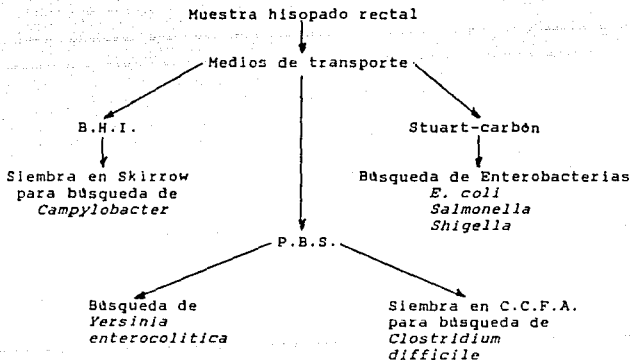 Muestra hisopado rectal
Medios de transporte
B.H.I.
Siembra en Skirrow
para búsqueda de
Campylobacter
Stuart-carbón
Búsqueda de Enterobacterias
E. coli
Salmonella
Shigella
P.B.S.
Búsqueda de
Yersinia
enterocolitica
Siembra en C.C.F.A.
para búsqueda de
Clostridium
difficile